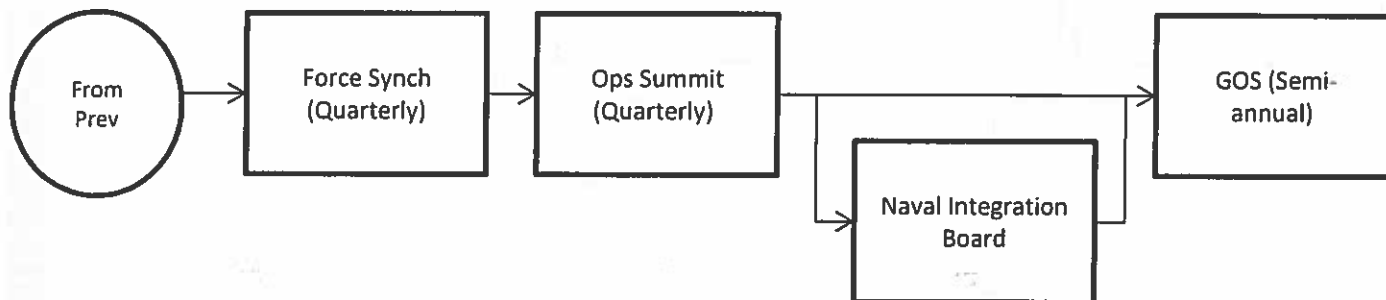 From
Prev
Force Synch
(Quarterly)
Ops Summit
(Quarterly)
GOS (Semi-
annual)
Naval Integration
Board